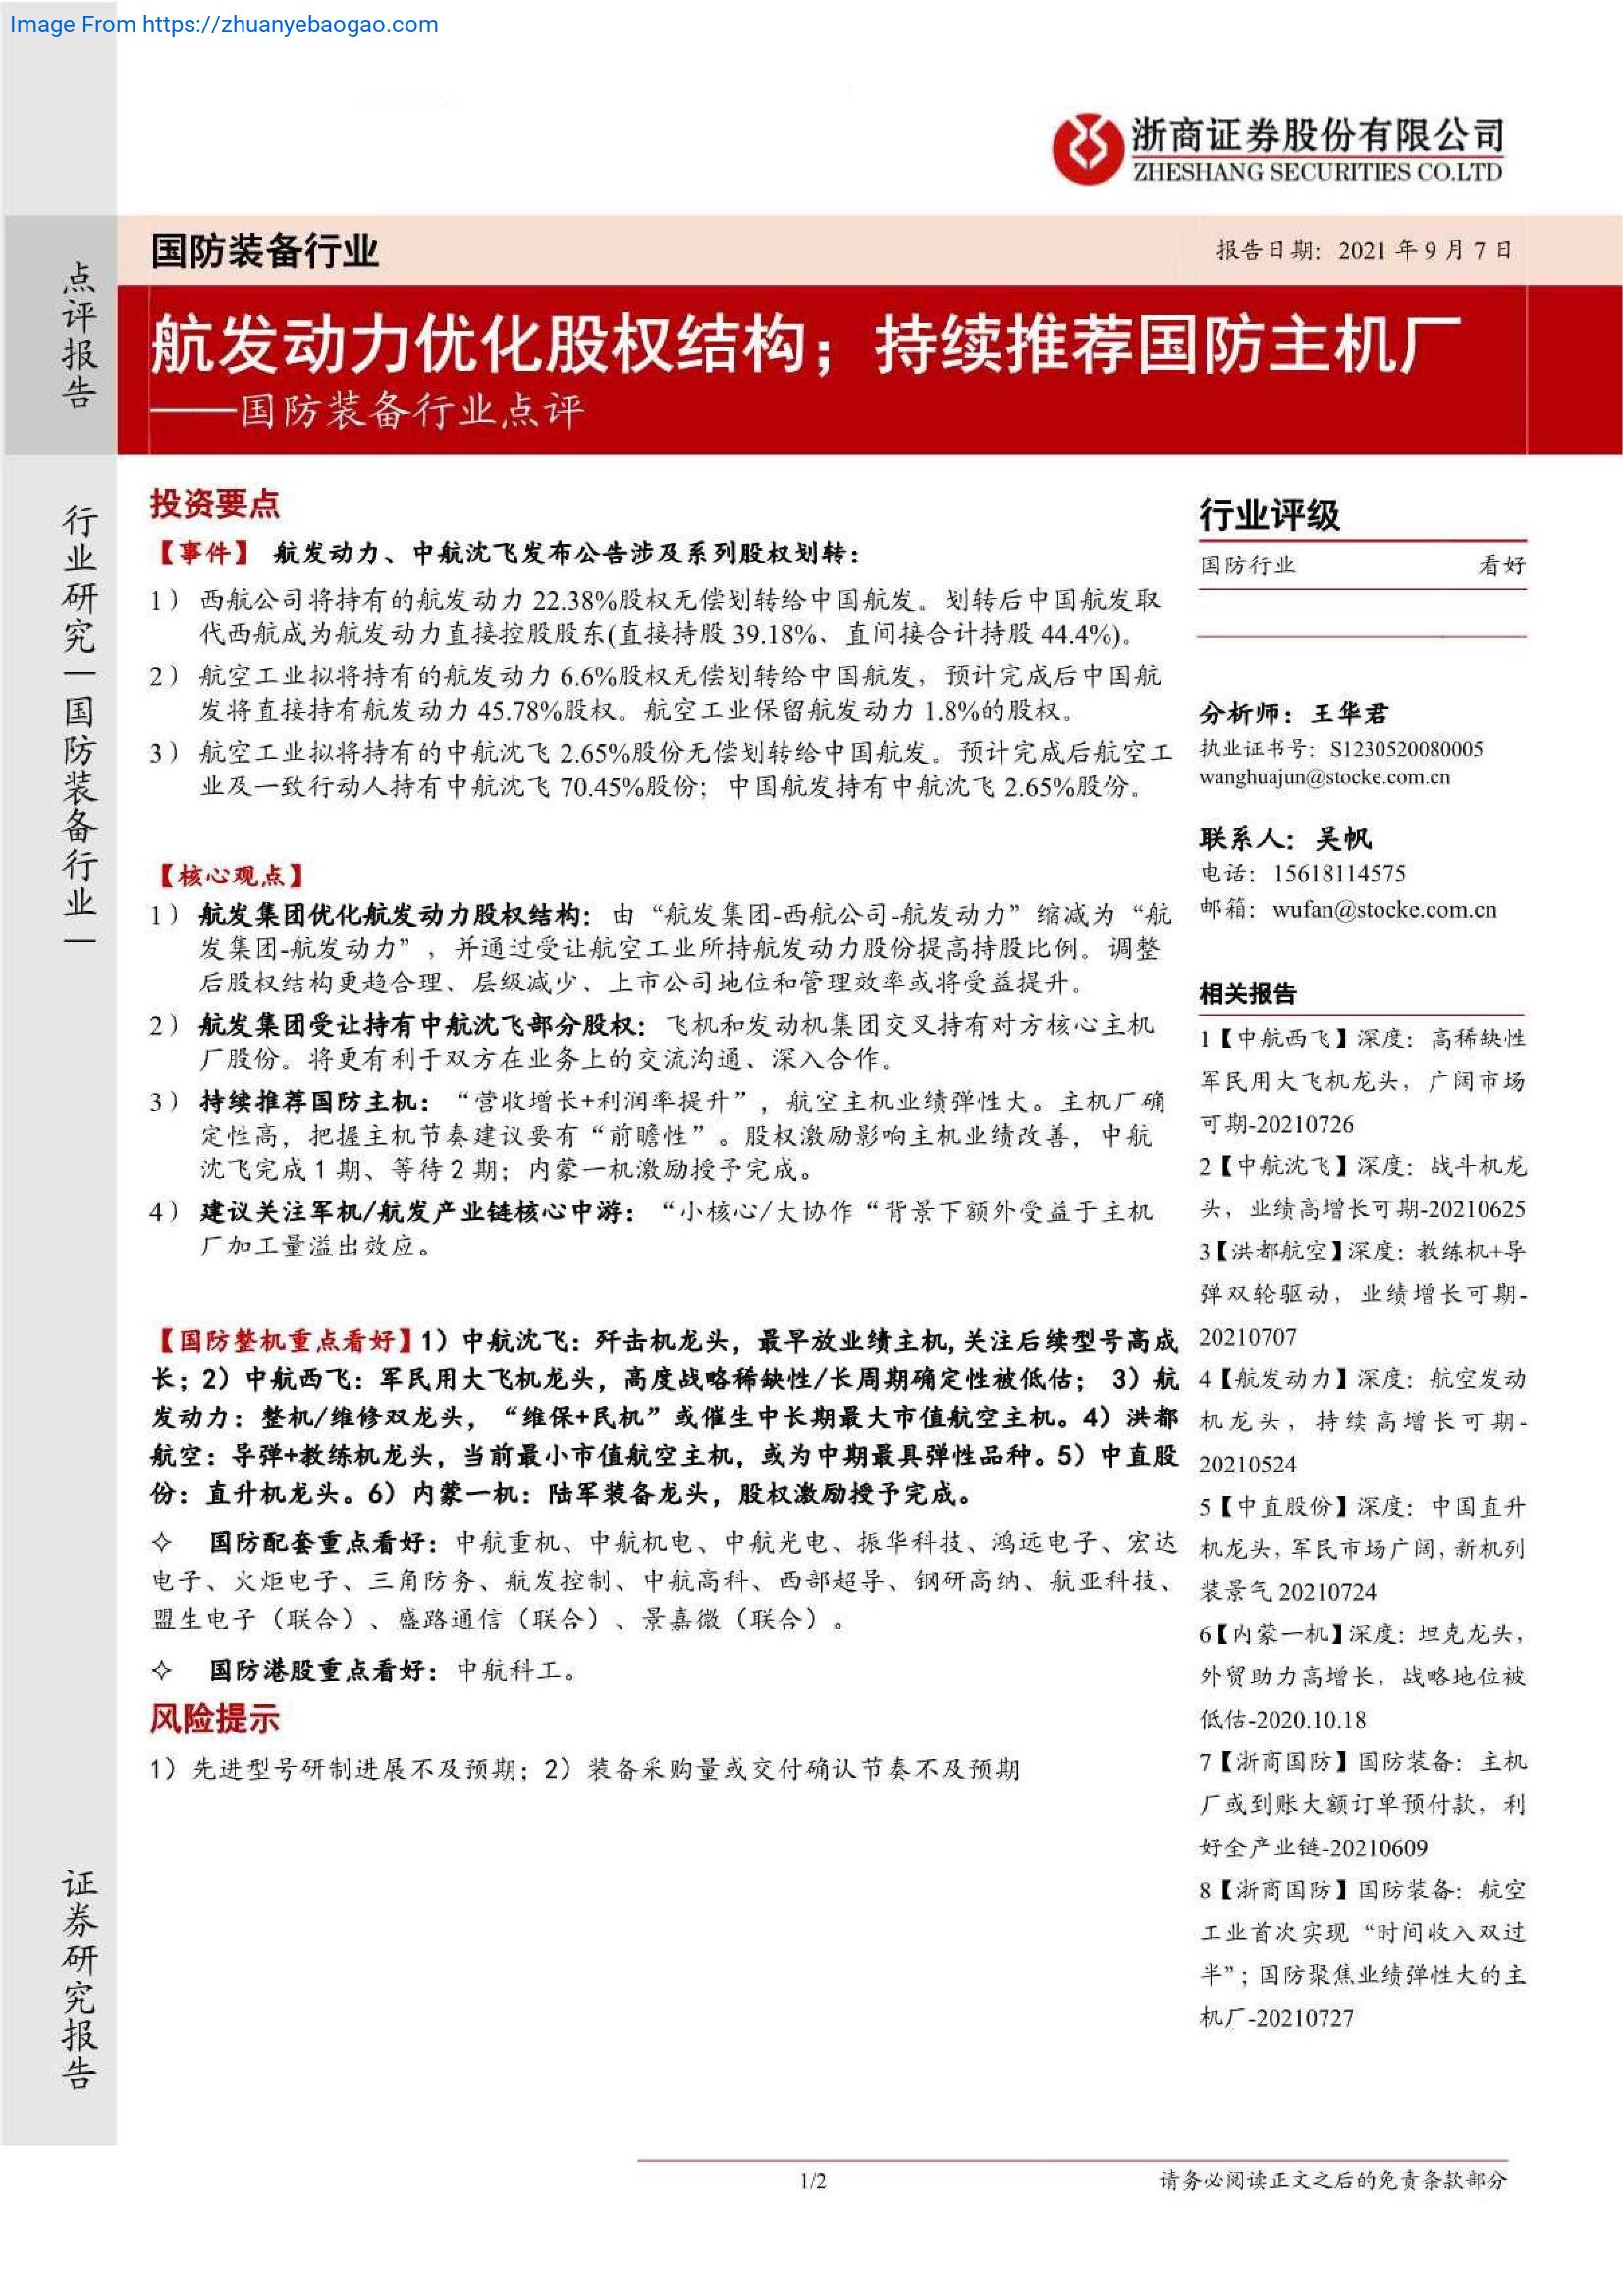 Image From https://zhuanyebaogao.com
浙商证券股份有限公司
ZHESHANG SECURITIES CO.LTD
点评报告
国防装备行业
报告日期：2021 年 9 月 7 日
航发动力优化股权结构；持续推荐国防主机厂
——国防装备行业点评
行业研究—国防装备行业—
投资要点
【事件】 航发动力、中航沈飞发布公告涉及系列股权划转：
1） 西航公司将持有的航发动力 22.38%股权无偿划转给中国航发。划转后中国航发取
代西航成为航发动力直接控股股东(直接持股 39.18%、直间接合计持股 44.4%)。
2） 航空工业拟将持有的航发动力 6.6%股权无偿划转给中国航发，预计完成后中国航
发将直接持有航发动力 45.78%股权。航空工业保留航发动力 1.8%的股权。
3） 航空工业拟将持有的中航沈飞 2.65%股份无偿划转给中国航发。预计完成后航空工
业及一致行动人持有中航沈飞 70.45%股份；中国航发持有中航沈飞 2.65%股份。
【核心观点】
1） 航发集团优化航发动力股权结构：由“航发集团-西航公司-航发动力”缩减为“航
发集团-航发动力”，并通过受让航空工业所持航发动力股份提高持股比例。调整
后股权结构更趋合理、层级减少、上市公司地位和管理效率或将受益提升。
2） 航发集团受让持有中航沈飞部分股权：飞机和发动机集团交叉持有对方核心主机
厂股份。将更有利于双方在业务上的交流沟通、深入合作。
3） 持续推荐国防主机：“营收增长+利润率提升”，航空主机业绩弹性大。主机厂确
定性高，把握主机节奏建议要有“前瞻性”。股权激励影响主机业绩改善，中航
沈飞完成 1 期、等待 2 期；内蒙一机激励授予完成。
4） 建议关注军机/航发产业链核心中游：“小核心/大协作“背景下额外受益于主机
厂加工量溢出效应。
【国防整机重点看好】1）中航沈飞：歼击机龙头，最早放业绩主机,关注后续型号高成
长；2）中航西飞：军民用大飞机龙头，高度战略稀缺性/长周期确定性被低估； 3）航
发动力：整机/维修双龙头，“维保+民机”或催生中长期最大市值航空主机。4）洪都
航空：导弹+教练机龙头，当前最小市值航空主机，或为中期最具弹性品种。5）中直股
份：直升机龙头。6）内蒙一机：陆军装备龙头，股权激励授予完成。
✧ 国防配套重点看好：中航重机、中航机电、中航光电、振华科技、鸿远电子、宏达
电子、火炬电子、三角防务、航发控制、中航高科、西部超导、钢研高纳、航亚科技、
盟生电子（联合）、盛路通信（联合）、景嘉微（联合）。
✧ 国防港股重点看好：中航科工。
风险提示
1）先进型号研制进展不及预期；2）装备采购量或交付确认节奏不及预期
行业评级
国防行业 看好
分析师：王华君
执业证书号：S1230520080005
wanghuajun@stocke.com.cn
联系人：吴帆
电话：15618114575
邮箱：wufan@stocke.com.cn
相关报告
1【中航西飞】深度：高稀缺性
军民用大飞机龙头，广阔市场
可期-20210726
2【中航沈飞】深度：战斗机龙
头，业绩高增长可期-20210625
3【洪都航空】深度：教练机+导
弹双轮驱动，业绩增长可期-
20210707
4【航发动力】深度：航空发动
机龙头，持续高增长可期-
20210524
5【中直股份】深度：中国直升
机龙头,军民市场广阔,新机列
装景气 20210724
6【内蒙一机】深度：坦克龙头，
外贸助力高增长，战略地位被
低估-2020.10.18
7【浙商国防】国防装备：主机
厂或到账大额订单预付款，利
好全产业链-20210609
8【浙商国防】国防装备：航空
工业首次实现“时间收入双过
半”；国防聚焦业绩弹性大的主
机厂-20210727
证券研究报告
1/2
请务必阅读正文之后的免责条款部分